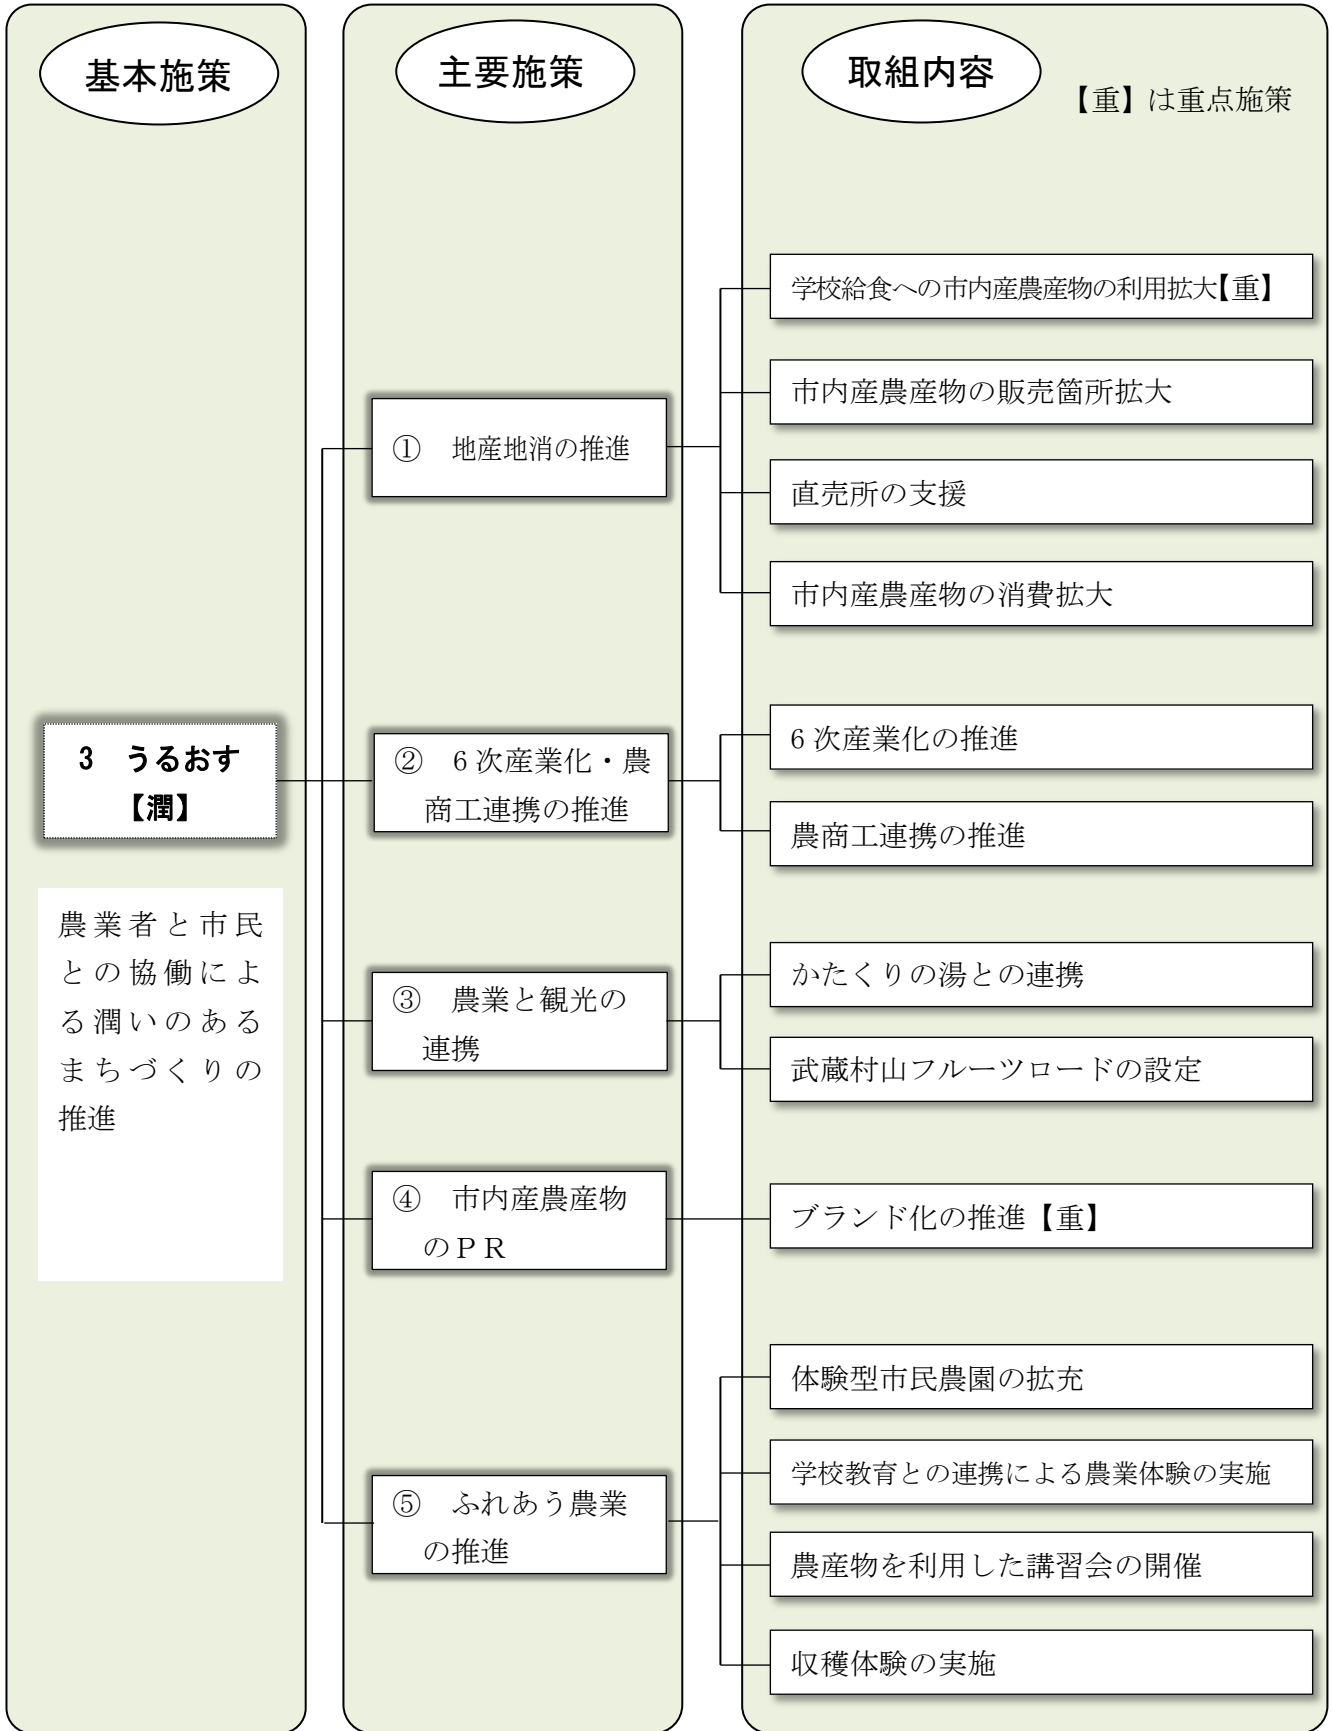 基本施策
主要施策
取組内容
【重】は重点施策
3　うるおす
【潤】
農業者と市民
との協働によ
る潤いのある
まちづくりの
推進
①　地産地消の推進
学校給食への市内産農産物の利用拡大【重】
市内産農産物の販売箇所拡大
直売所の支援
市内産農産物の消費拡大
②　6次産業化・農
商工連携の推進
6次産業化の推進
農商工連携の推進
③　農業と観光の
連携
かたくりの湯との連携
武蔵村山フルーツロードの設定
④　市内産農産物
のＰＲ
ブランド化の推進【重】
⑤　ふれあう農業
の推進
体験型市民農園の拡充
学校教育との連携による農業体験の実施
農産物を利用した講習会の開催
収穫体験の実施